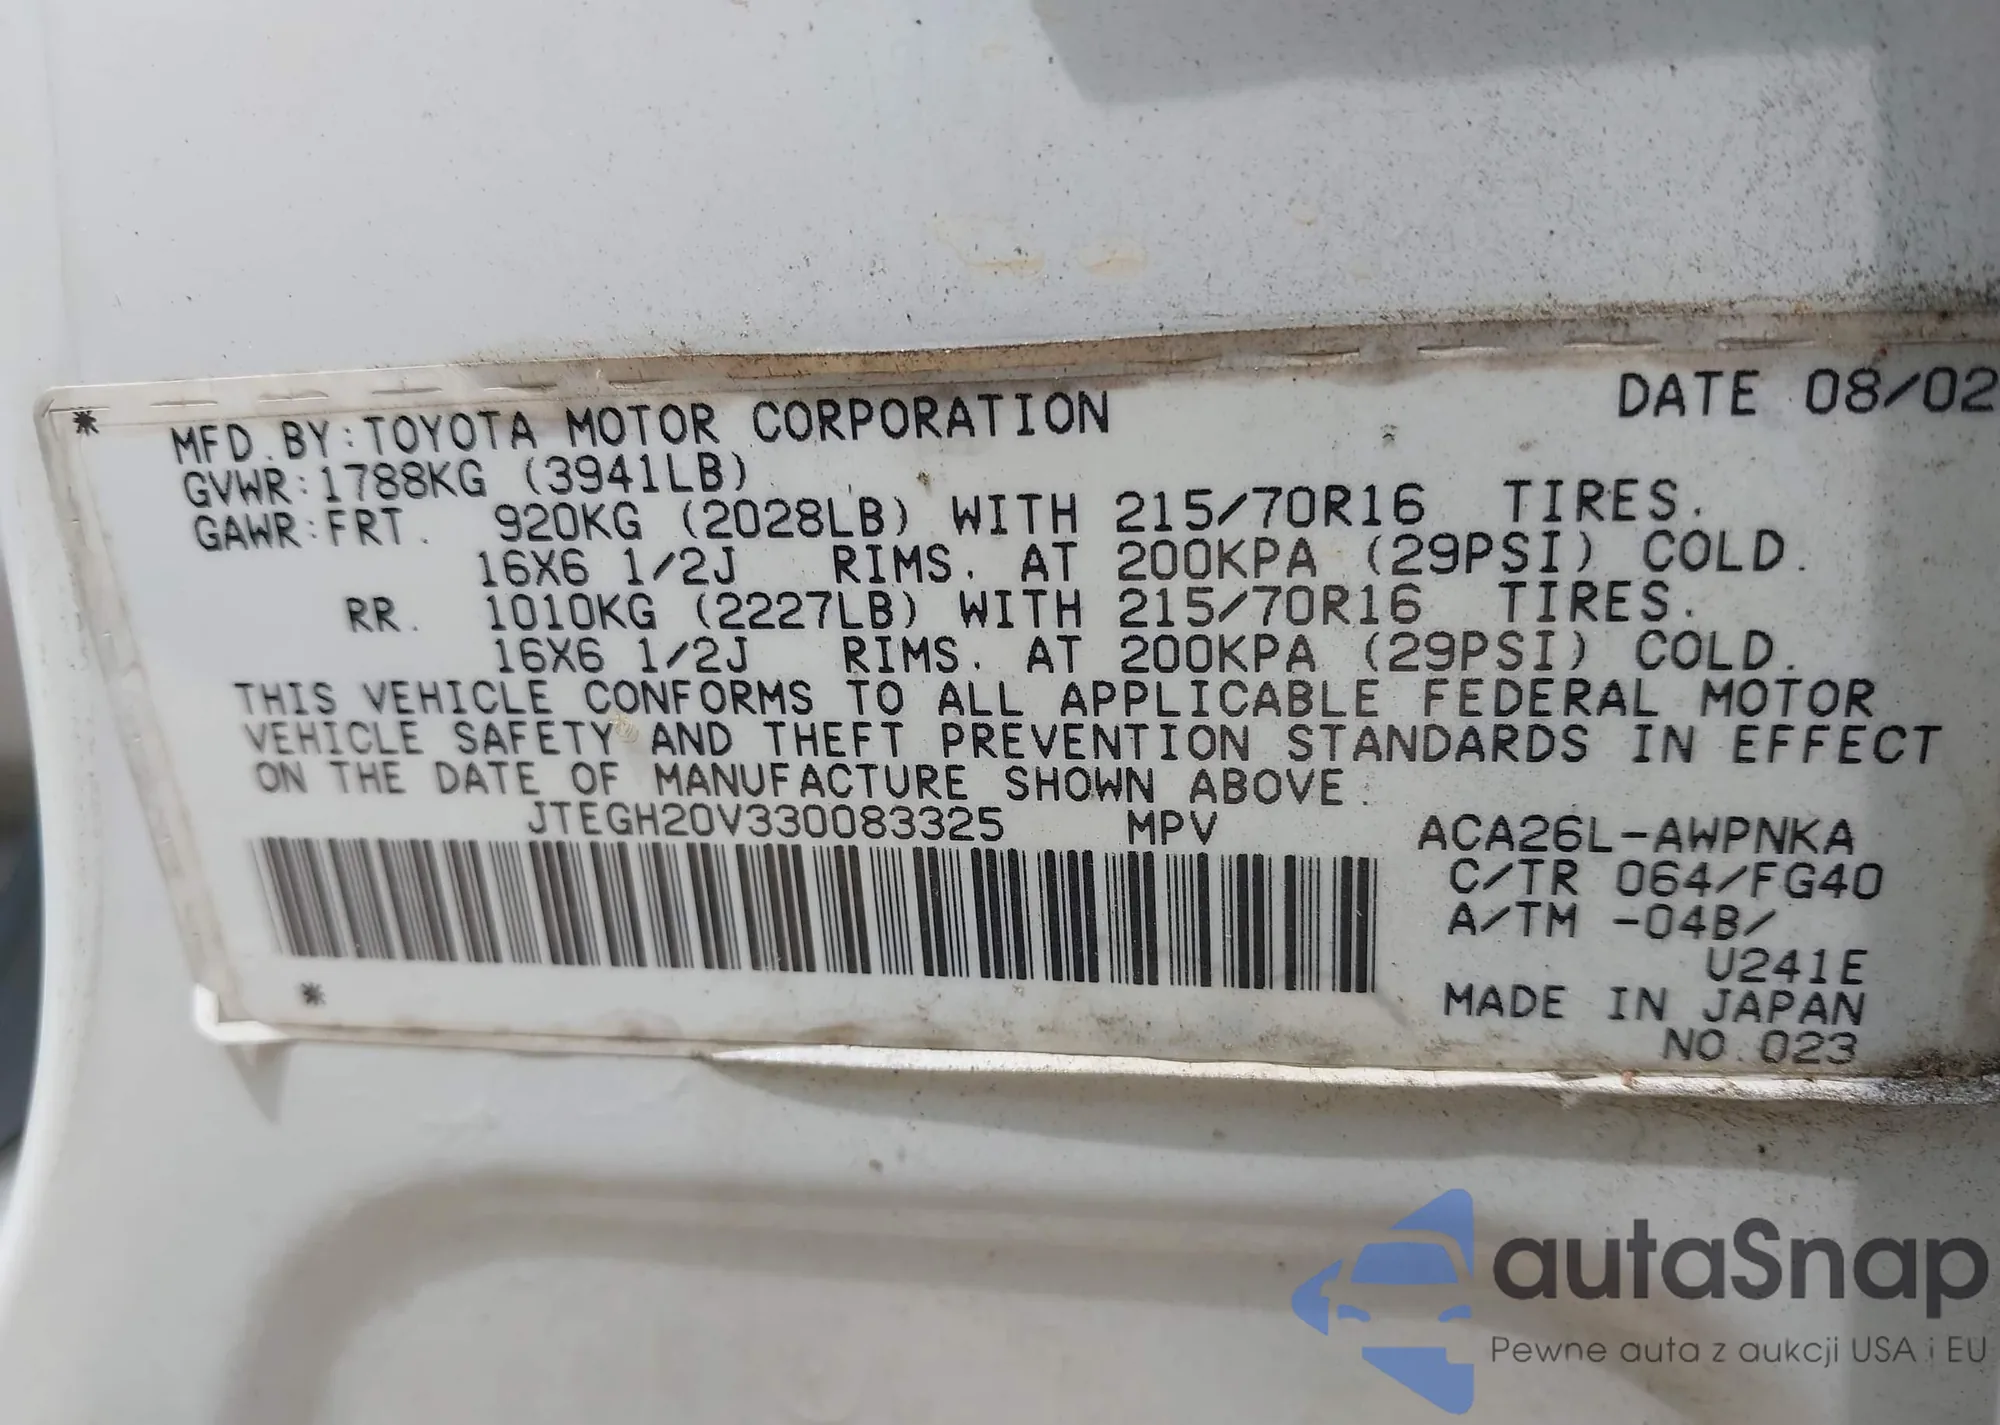 DATE 08/02
MFD.BY:TOYOTA MOTOR CORPORATION
GVWR:1788KG (3941LB)
GAWR:FRT. 920KG (2028LB) WITH 215/70R16 TIRES.
16X6 1/2J RIMS. AT 200KPA (29PSI) COLD.
RR. 1010KG (2227LB) WITH 215/70R16 TIRES.
16X6 1/2J RIMS. AT 200KPA (29PSI) COLD.
THIS VEHICLE CONFORMS TO ALL APPLICABLE FEDERAL MOTOR
VEHICLE SAFETY AND THEFT PREVENTION STANDARDS IN EFFECT
ON THE DATE OF MANUFACTURE SHOWN ABOVE.
JTEGH20V330083325 MPV ACA26L-AWPNKA
C/TR 064/FG40
A/TM -04B/
U241E
MADE IN JAPAN
NO.023
autaSnap
Pewne auta z aukcji USA i EU